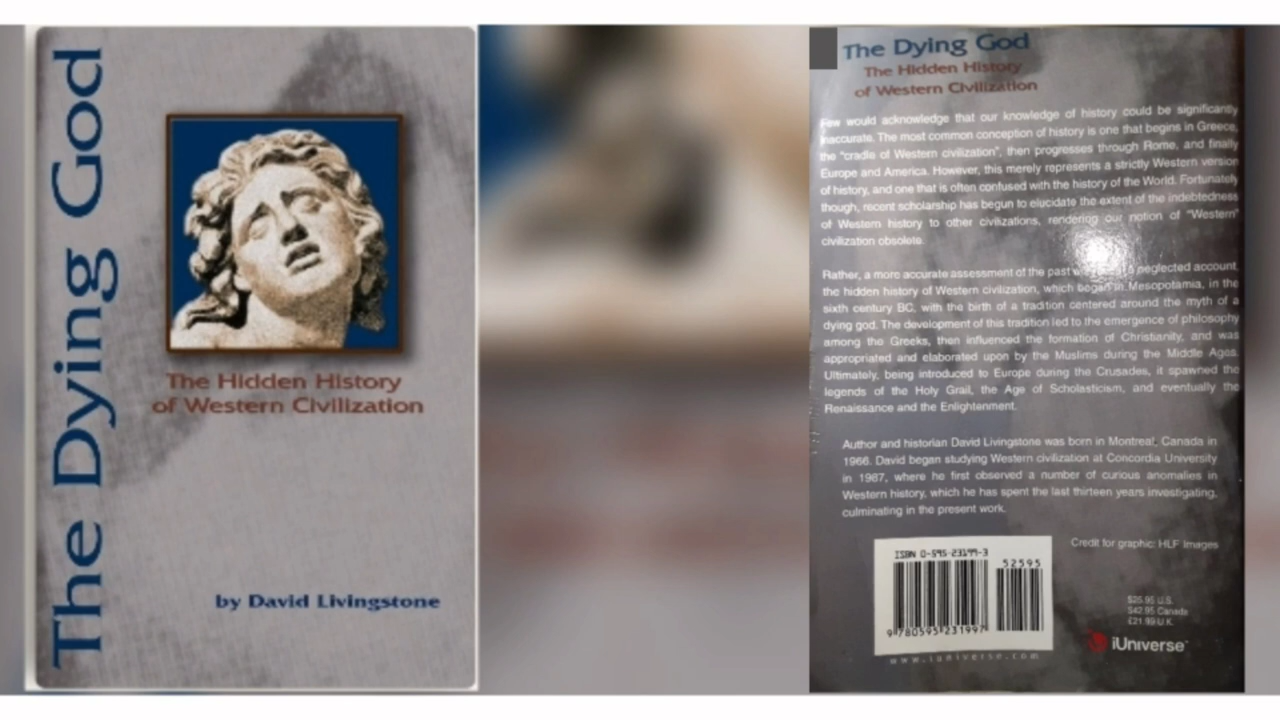 The Dying God
The Hidden History
of Western Civilization
by David Livingstone
The Dying God
The Hidden History
of Western Civilization
Few would acknowledge that our knowledge of history could be significantly
inaccurate. The most common conception of history is one that begins in Greece,
the "cradle of Western civilization", then progresses through Rome, and finally
Europe and America. However, this merely represents a strictly Western version
of history, and one that is often confused with the history of the World. Fortunately
though, recent scholarship has begun to elucidate the extent of the indebtedness
of Western history to other civilizations, rendering our notion of "Western"
civilization obsolete.
Rather, a more accurate assessment of the past neglected account,
the hidden history of Western civilization, which began in Mesopotamia, in the
sixth century BC, with the birth of a tradition centered around the myth of a
dying god. The development of this tradition led to the emergence of philosophy
among the Greeks, then influenced the formation of Christianity, and was
appropriated and elaborated upon by the Muslims during the Middle Ages.
Ultimately, being introduced to Europe during the Crusades, it spawned the
legends of the Holy Grail, the Age of Scholasticism, and eventually the
Renaissance and the Enlightenment.
Author and historian David Livingstone was born in Montreal, Canada in
1966. David began studying Western civilization at Concordia University
in 1987, where he first observed a number of curious anomalies in
Western history, which he has spent the last thirteen years investigating,
culminating in the present work.
Credit for graphic: HLF Images
ISBN 0-595-23199-3
52595
9 780595 231997
$25.95 U.S.
$42.95 Canada
£21.99 U.K.
iUniverse™
www.iuniverse.com